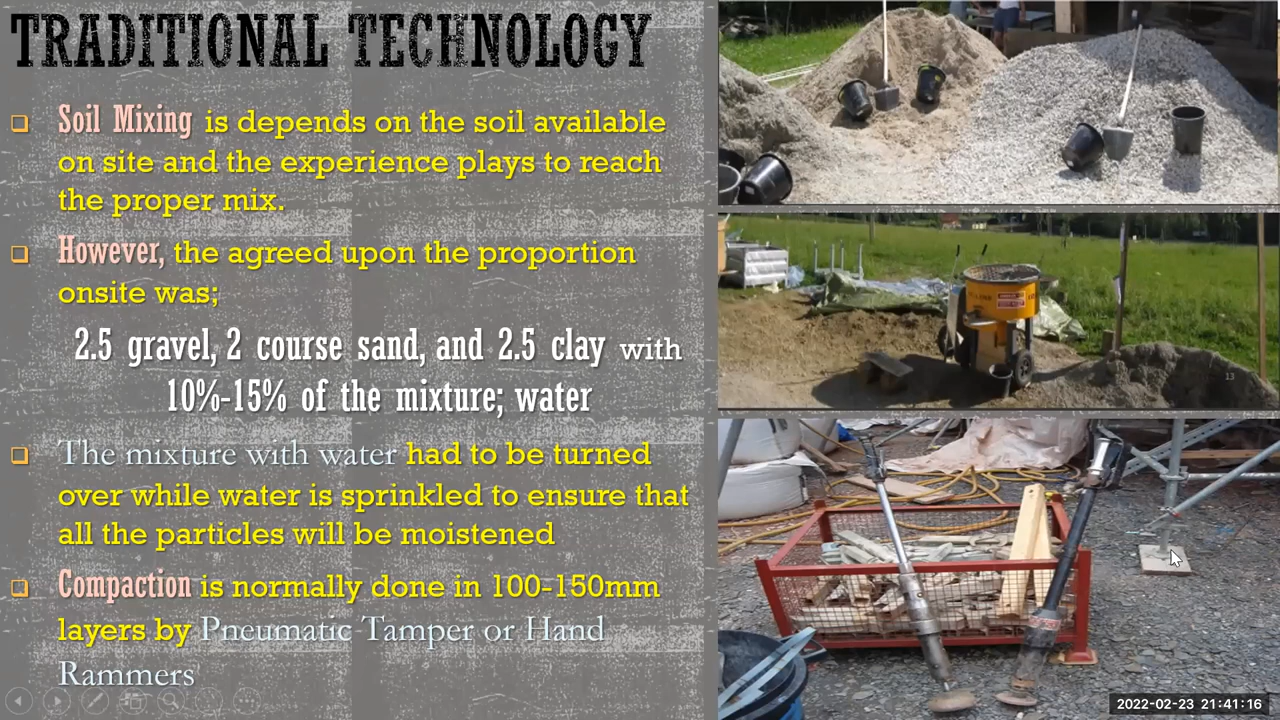 TRADITIONAL TECHNOLOGY
Soil Mixing is depends on the soil available
on site and the experience plays to reach
the proper mix.
However, the agreed upon the proportion
onsite was;
2.5 gravel, 2 course sand, and 2.5 clay with
10%-15% of the mixture; water
The mixture with water had to be turned
over while water is sprinkled to ensure that
all the particles will be moistened
Compaction is normally done in 100-150mm
layers by Pneumatic Tamper or Hand
Rammers
13
2022-02-23 21:41:16